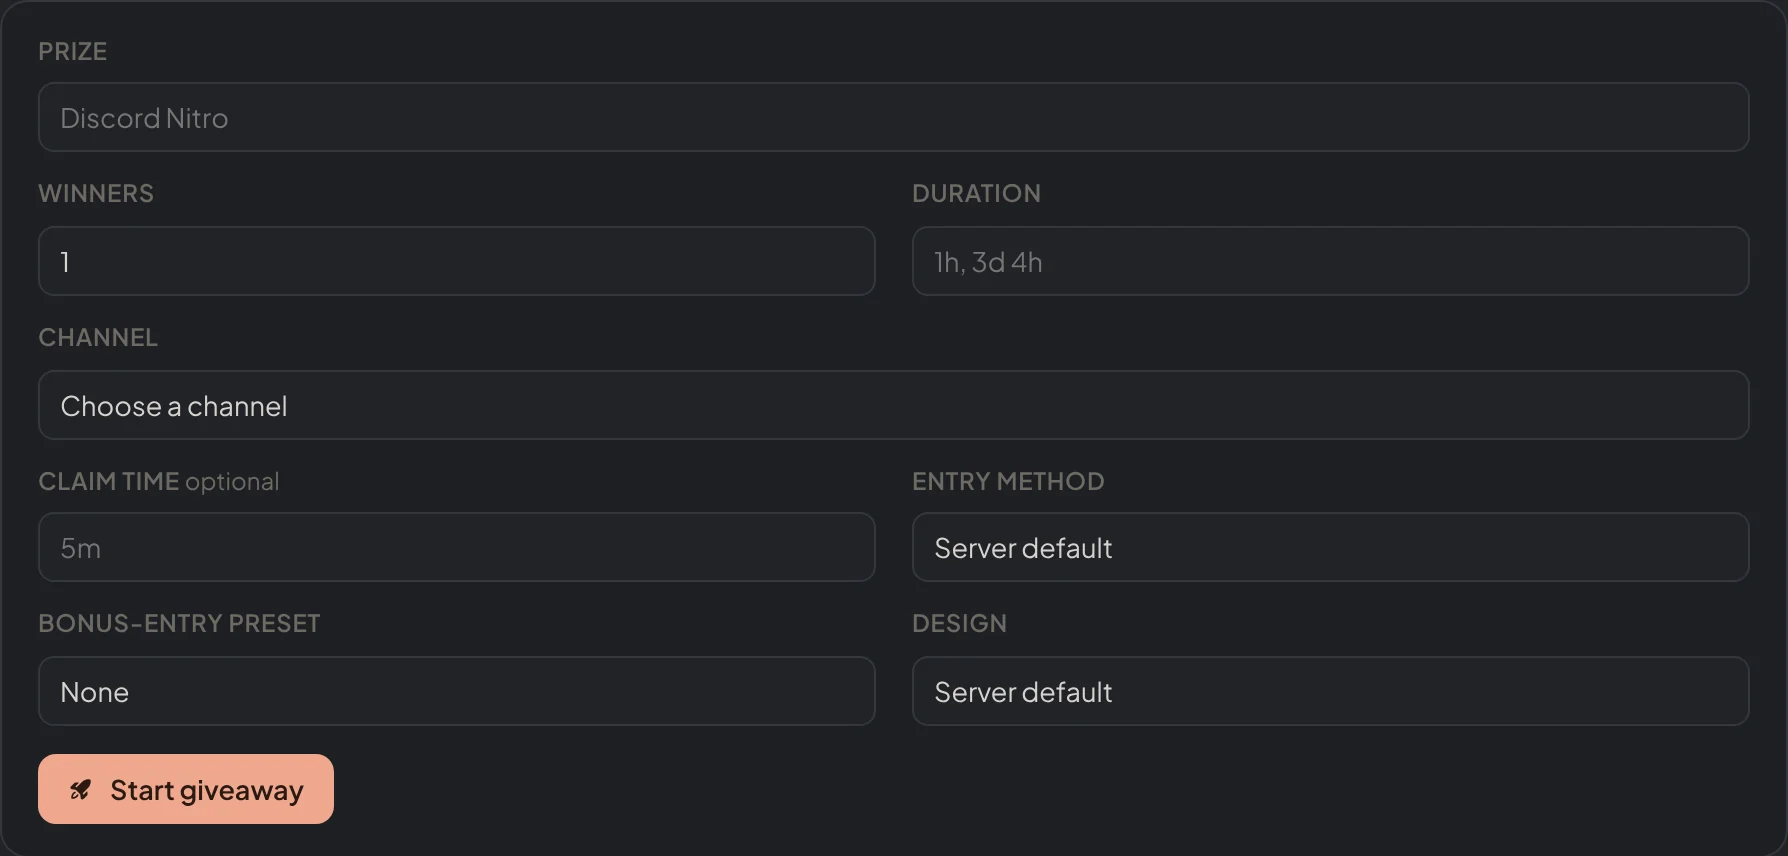 PRIZE
Discord Nitro
WINNERS
DURATION
1
1h, 3d 4h
CHANNEL
Choose a channel
CLAIM TIME optional
ENTRY METHOD
5m
Server default
BONUS-ENTRY PRESET
DESIGN
None
Server default
Start giveaway